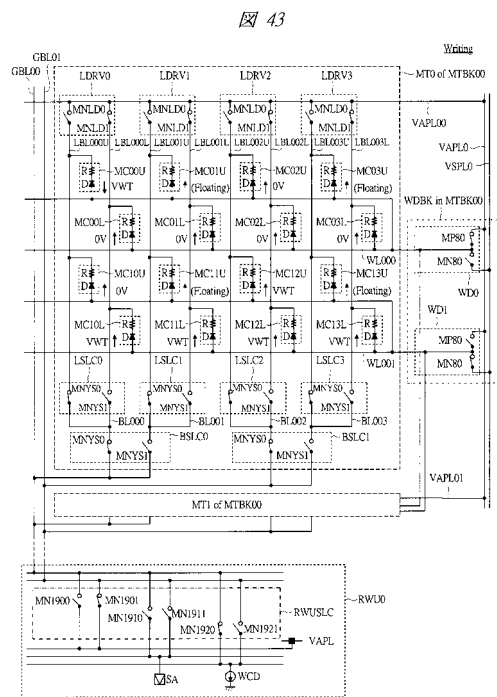 図 43
GBL01
GBL00
Writing
LDRV0 LDRV1 LDRV2 LDRV3
MT0 of MTBK00
MNLD0 MNLD0 MNLD0 MNLD0
MNLD1 MNLD1 MNLD1 MNLD1
VAPL00
LBL000U LBL000L LBL001U LBL001L LBL002U LBL002L LBL003U LBL003L
VAPL0
VSPL0
MC00U MC01U MC02U MC03U
R R R R
D D D D
VWT (Floating) VWT (Floating)
WDBK in MTBK00
MC00L MC01L MC02L MC03L
R R R R
D D D D
0V 0V 0V 0V
WL000
MP80
MN80
WD0
MC10U MC11U MC12U MC13U
R R R R
D D D D
0V (Floating) 0V (Floating)
WD1
MP80
MN80
MC10L MC11L MC12L MC13L
R R R R
D D D D
VWT VWT VWT VWT
WL001
LSLC0 LSLC1 LSLC2 LSLC3
MNYS0 MNYS0 MNYS0 MNYS0
MNYS1 MNYS1 MNYS1 MNYS1
BL000 BL001 BL002 BL003
BSLC0 BSLC1
MNYS0 MNYS0
MNYS1 MNYS1
VAPL01
MT1 of MTBK00
RWU0
MN1900 MN1901
MN1910 MN1911
RWUSLC
MN1920 MN1921
VAPL
SA
WCD